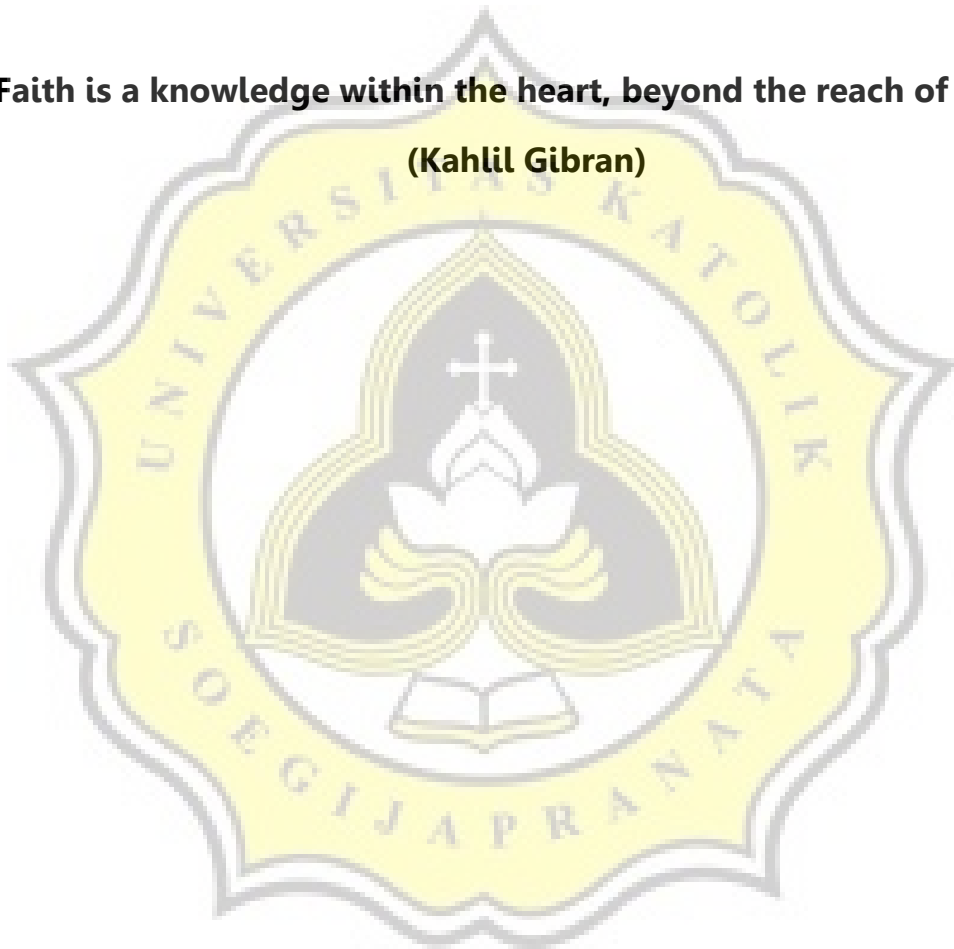 Faith is a knowledge within the heart, beyond the reach of
(Kahlil Gibran)
UNIVERSITAS KATOLIK
SOEGIJAPRANATA